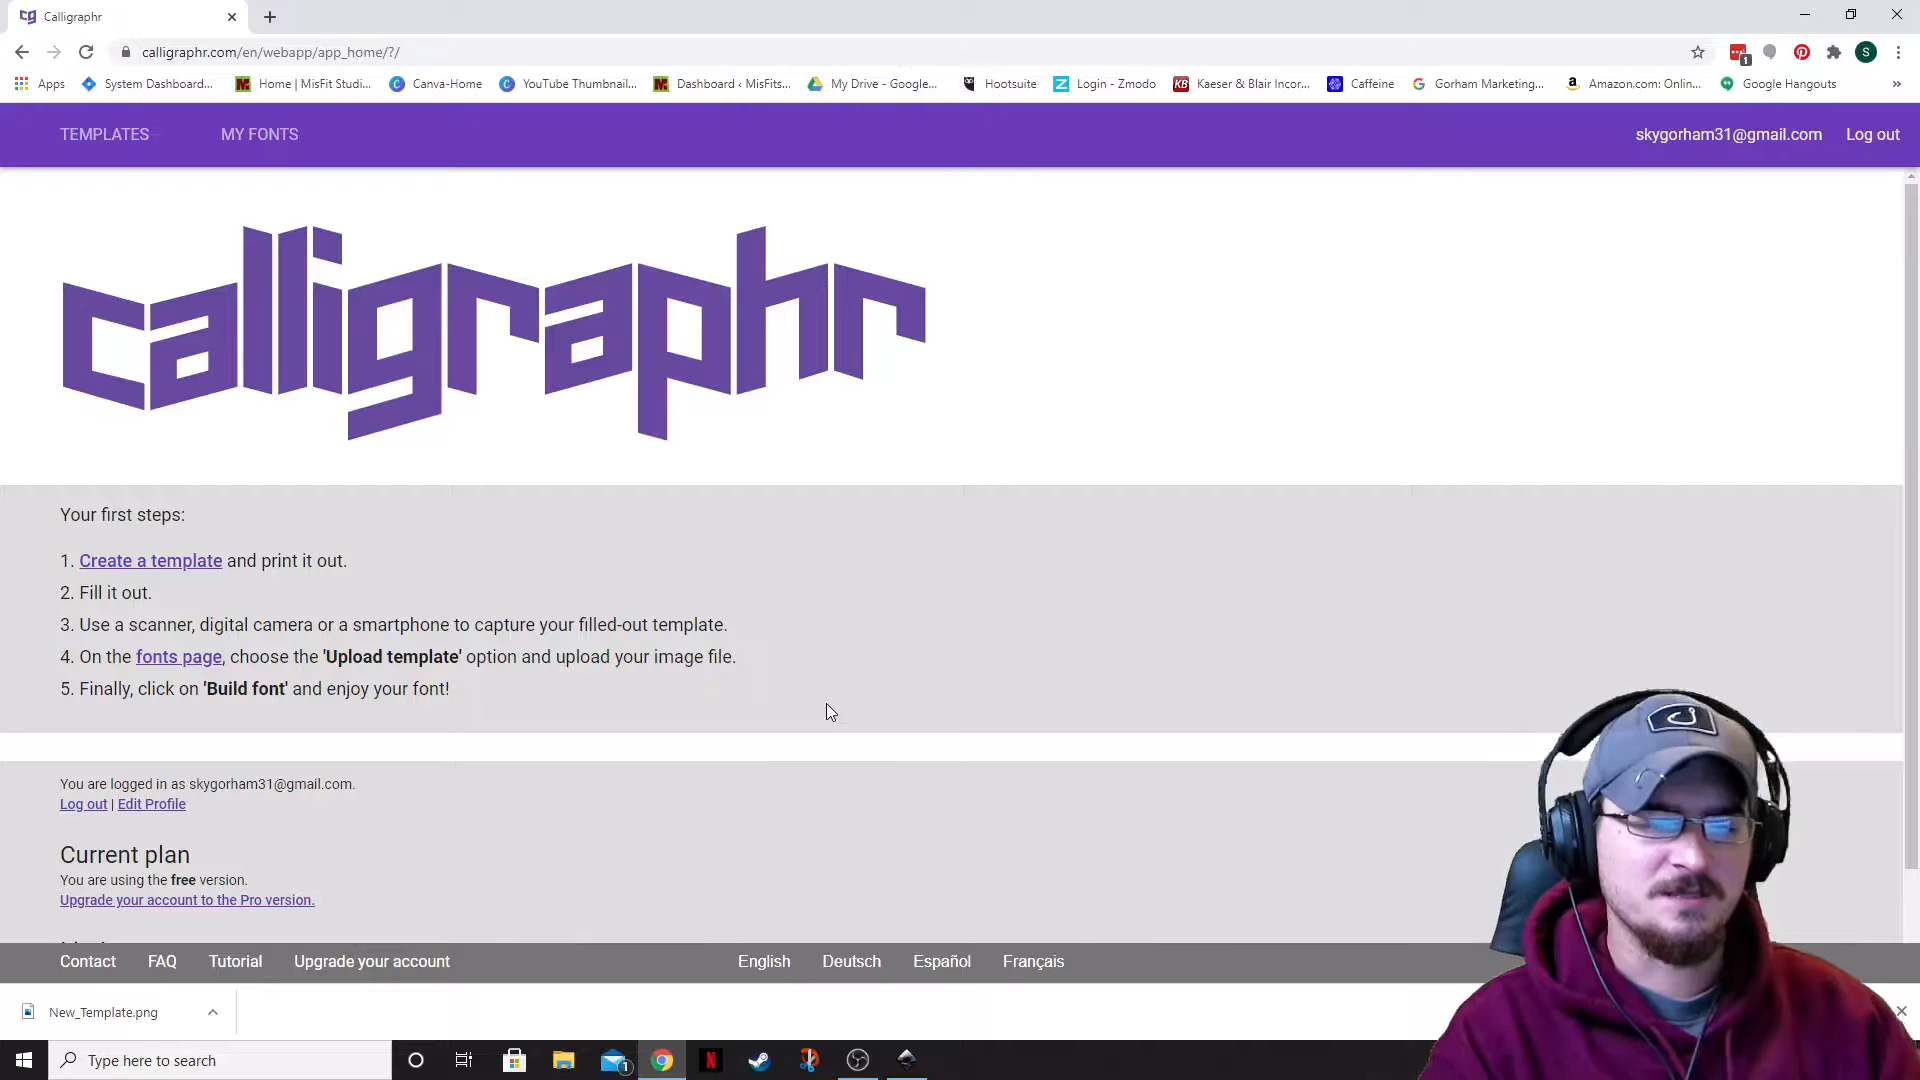 Calligraphr
calligraphr.com/en/webapp/app_home/?/
1
S
Apps
System Dashboard...
Home | MisFit Studi...
Canva-Home
YouTube Thumbnail...
Dashboard ‹ MisFits...
My Drive - Google...
Hootsuite
Login - Zmodo
Kaeser & Blair Incor...
Caffeine
Gorham Marketing...
Amazon.com: Onlin...
Google Hangouts
»
TEMPLATES
MY FONTS
skygorham31@gmail.com
Log out
calligraphr
Your first steps:
1. Create a template and print it out.
2. Fill it out.
3. Use a scanner, digital camera or a smartphone to capture your filled-out template.
4. On the fonts page, choose the 'Upload template' option and upload your image file.
5. Finally, click on 'Build font' and enjoy your font!
You are logged in as skygorham31@gmail.com.
Log out | Edit Profile
Current plan
You are using the free version.
Upgrade your account to the Pro version.
Contact
FAQ
Tutorial
Upgrade your account
English
Deutsch
Español
Français
New_Template.png
Type here to search
1